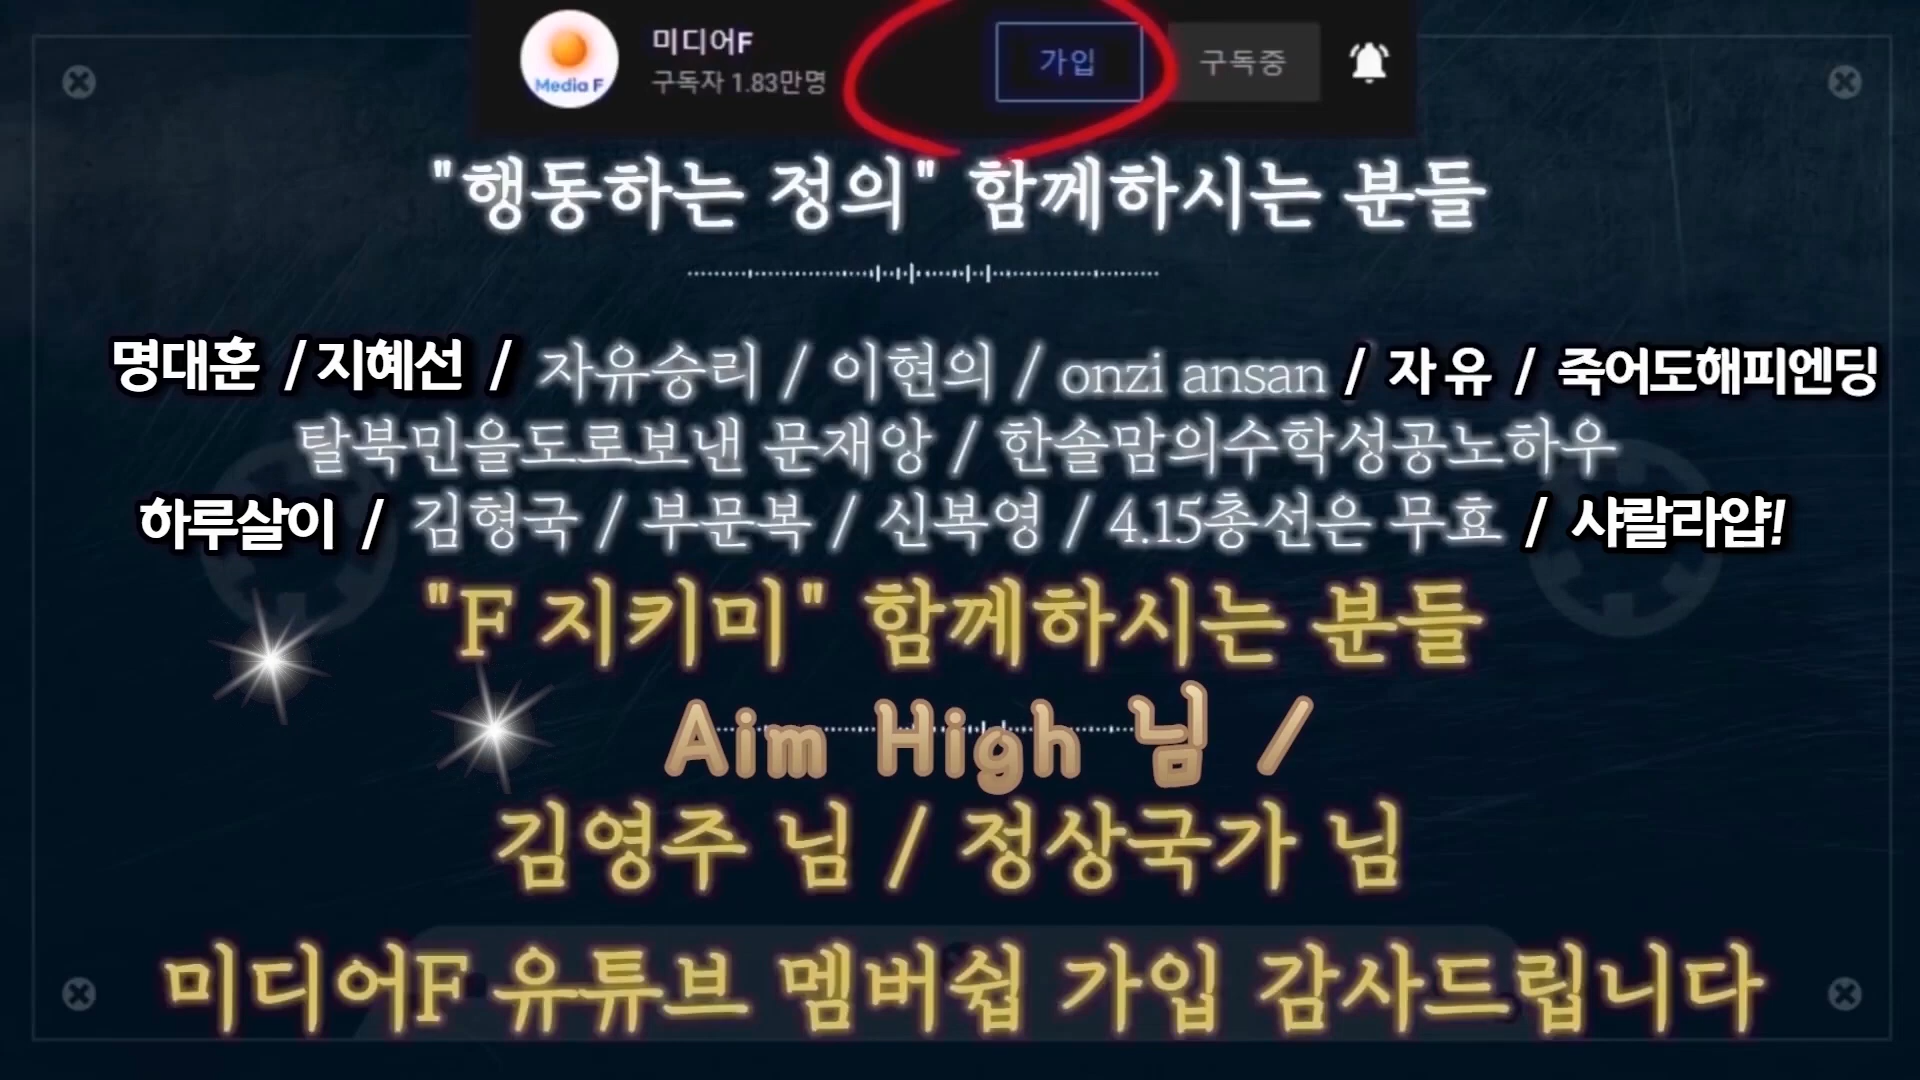 Media F
미디어F
구독자 1.83만명
가입
구독중
"행동하는 정의" 함께하시는 분들
명대훈 / 지혜선 / 자유승리 / 이현의 / onzi ansan / 자 유 / 죽어도해피엔딩
탈북민을도로보낸 문재앙 / 한솔맘의수학성공노하우
하루살이 / 김형국 / 부문복 / 신복영 / 4.15총선은 무효 / 샤랄라얍!
"F 지키미" 함께하시는 분들
Aim High 님 /
김영주 님 / 정상국가 님
미디어F 유튜브 멤버쉽 가입 감사드립니다